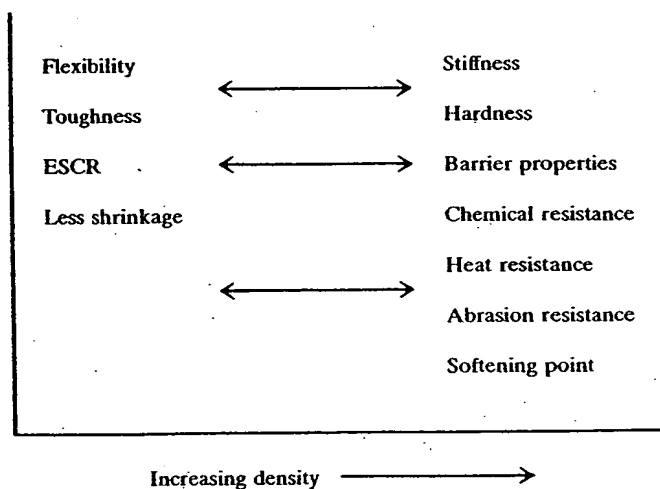 Flexibility
Toughness
ESCR
Less shrinkage
Stiffness
Hardness
Barrier properties
Chemical resistance
Heat resistance
Abrasion resistance
Softening point
Increasing density